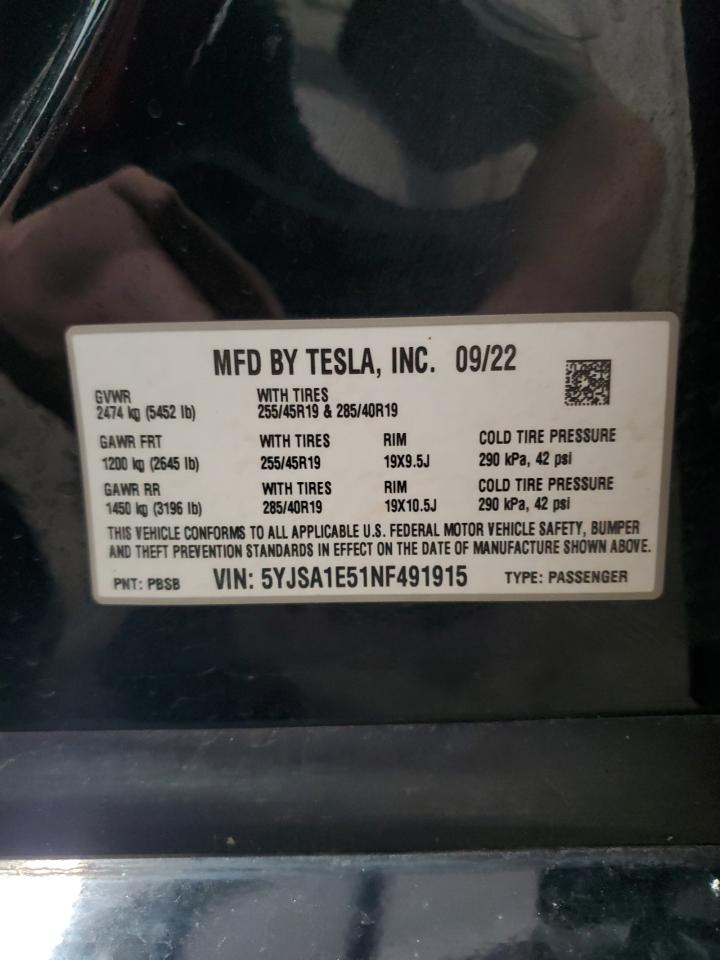 MFD BY TESLA, INC. 09/22
GVWR WITH TIRES
2474 kg (5452 lb) 255/45R19 & 285/40R19
GAWR FRT WITH TIRES RIM COLD TIRE PRESSURE
1200 kg (2645 lb) 255/45R19 19X9.5J 290 kPa, 42 psi
GAWR RR WITH TIRES RIM COLD TIRE PRESSURE
1450 kg (3196 lb) 285/40R19 19X10.5J 290 kPa, 42 psi
THIS VEHICLE CONFORMS TO ALL APPLICABLE U.S. FEDERAL MOTOR VEHICLE SAFETY, BUMPER
AND THEFT PREVENTION STANDARDS IN EFFECT ON THE DATE OF MANUFACTURE SHOWN ABOVE.
PNT: PBSB VIN: 5YJSA1E51NF491915 TYPE: PASSENGER